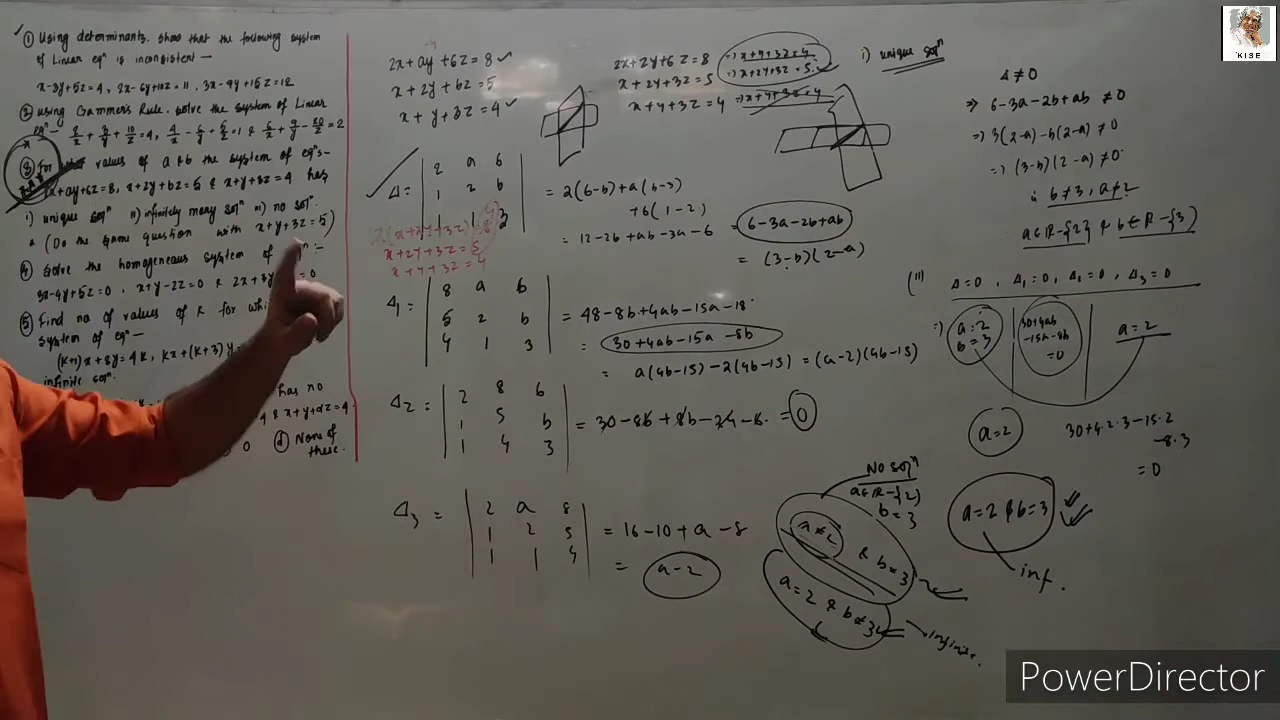 ① Using determinants, show that the following system
of Linear eqⁿ is inconsistent —
x-3y+5z=4, 2x-6y+10z=11, 3x-9y+15z=12
② Using Crammer's Rule, solve the system of Linear
eqⁿ- 2/x + 3/y + 10/z = 4, 4/x - 6/y + 5/z = 1 & 6/x + 9/y - 20/z = 2
③ For values of a & b the system of eqⁿs-
2x+ay+6z=8, x+2y+bz=5 & x+y+3z=4 has
i) unique solⁿ ii) infinitely many solⁿ iii) no solⁿ.
* (Do the same question with x+y+3z=5)
④ Solve the homogeneous system of
3x-4y+5z=0, x+y-2z=0 & 2x+3y =0
⑤ Find no of values of K for which
system of eqⁿ —
(K+1)x+8y=4K, Kx+(K+3)y=
infinite solⁿ.
has no
4 & x+y+αz=4
0 ⓓ None of
these.
2x+ay+6z=8
x+2y+bz=5
x+y+3z=4
2x+2y+6z=8 ⇒ x+y+3z=4
x+2y+3z=5 ⇒ x+2y+3z=5
x+y+3z=4 ⇒ x+y+3z=4
i) unique solⁿ
Δ= | 2 a 6 |
| 1 2 b |
| 1 1 3 |
= 2(6-b)+a(b-3)
+6(1-2)
= 12-2b+ab-3a-6
= 6-3a-2b+ab
= (3-b)(2-a)
x+2y+3z=5
x+y+3z=4
Δ₁= | 8 a 6 |
| 5 2 b |
| 4 1 3 |
= 48-8b+4ab-15a-18
= 30+4ab-15a-8b
= a(4b-15)-2(4b-15) = (a-2)(4b-15)
Δ₂= | 2 8 6 |
| 1 5 b |
| 1 4 3 |
= 30-8b+8b-24-6 = 0
Δ₃ = | 2 a 8 |
| 1 2 5 |
| 1 1 4 |
= 16-10+a-8
= a-2
Δ≠0
⇒ 6-3a-2b+ab ≠0
⇒ 3(2-a)-b(2-a)≠0
⇒ (3-b)(2-a)≠0
∴ b≠3, a≠2
a∈R-{2} & b∈R-{3}
(II) Δ=0, Δ₁=0, Δ₂=0, Δ₃=0
⇒) a=2
b=3
30+4ab
-15a-8b
=0
a=2
a=2
30+4·2·3-15·2
-8·3
=0
a=2 & b=3
inf.
No solⁿ
a∈R-{2}
b=3
a≠2
& b=3
a=2 & b≠3
infinite.
KISE
PowerDirector